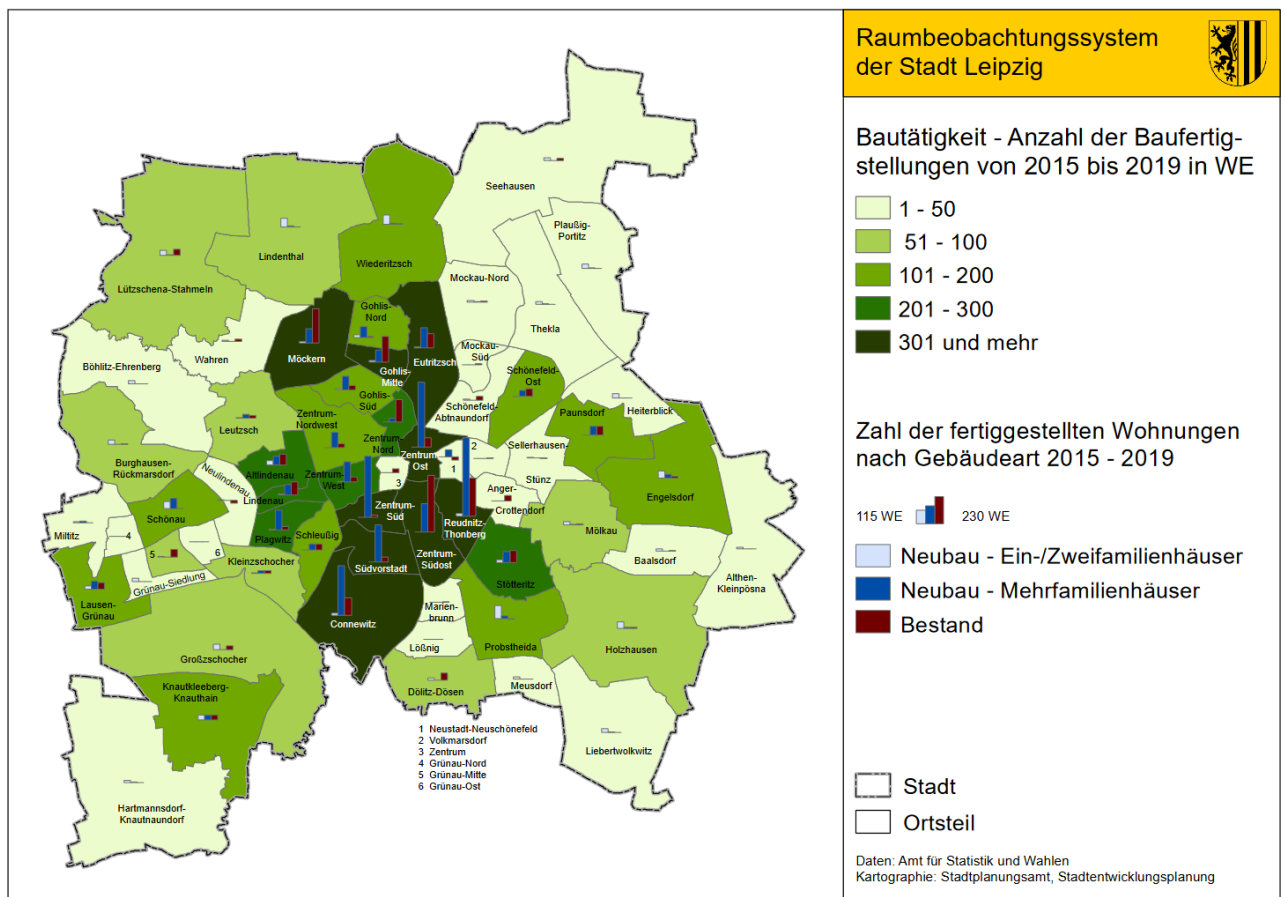 Raumbeobachtungssystem
der Stadt Leipzig
Bautätigkeit - Anzahl der Baufertig-
stellungen von 2015 bis 2019 in WE
1 - 50
51 - 100
101 - 200
201 - 300
301 und mehr
Zahl der fertiggestellten Wohnungen
nach Gebäudeart 2015 - 2019
115 WE 230 WE
Neubau - Ein-/Zweifamilienhäuser
Neubau - Mehrfamilienhäuser
Bestand
Stadt
Ortsteil
Daten: Amt für Statistik und Wahlen
Kartographie: Stadtplanungsamt, Stadtentwicklungsplanung
Seehausen
Plaußig-
Portitz
Lindenthal
Wiederitzsch
Mockau-Nord
Lützschena-Stahmeln
Thekla
Gohlis-
Nord
Möckern
Gohlis-
Mitte
Eutritzsch
Mockau-
Süd
Wahren
Böhlitz-Ehrenberg
Schönefeld-
Ost
Heiterblick
Gohlis-
Süd
Schönefeld-
Abtnaundorf
Paunsdorf
Leutzsch
Zentrum-
Nordwest
Zentrum-
Nord
Zentrum-
Ost
2
1
3
Sellerhausen-
Stünz
Burghausen-
Rückmarsdorf
Neulindenau
Altlindenau
Zentrum-
West
Lindenau
Anger-
Crottendorf
Engelsdorf
Zentrum-
Süd
Reudnitz-
Thonberg
Mölkau
Schönau
Miltitz
4
Plagwitz
Schleußig
5
6
Kleinzschocher
Südvorstadt
Zentrum-
Südost
Stötteritz
Baalsdorf
Althen-
Kleinpösna
Grünau-Siedlung
Lausen-
Grünau
Connewitz
Marien-
brunn
Lößnig
Probstheida
Holzhausen
Großzschocher
Dölitz-Dösen
Meusdorf
Knautkleeberg-
Knauthain
Liebertwolkwitz
Hartmannsdorf-
Knautnaundorf
1 Neustadt-Neuschönefeld
2 Volkmarsdorf
3 Zentrum
4 Grünau-Nord
5 Grünau-Mitte
6 Grünau-Ost